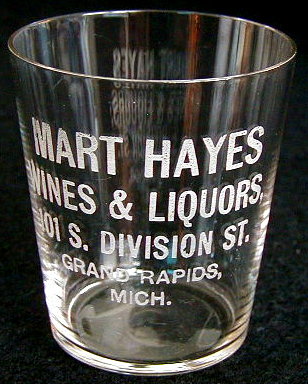 MART HAYES
WINES & LIQUORS,
101 S. DIVISION ST.
GRAND RAPIDS,
MICH.